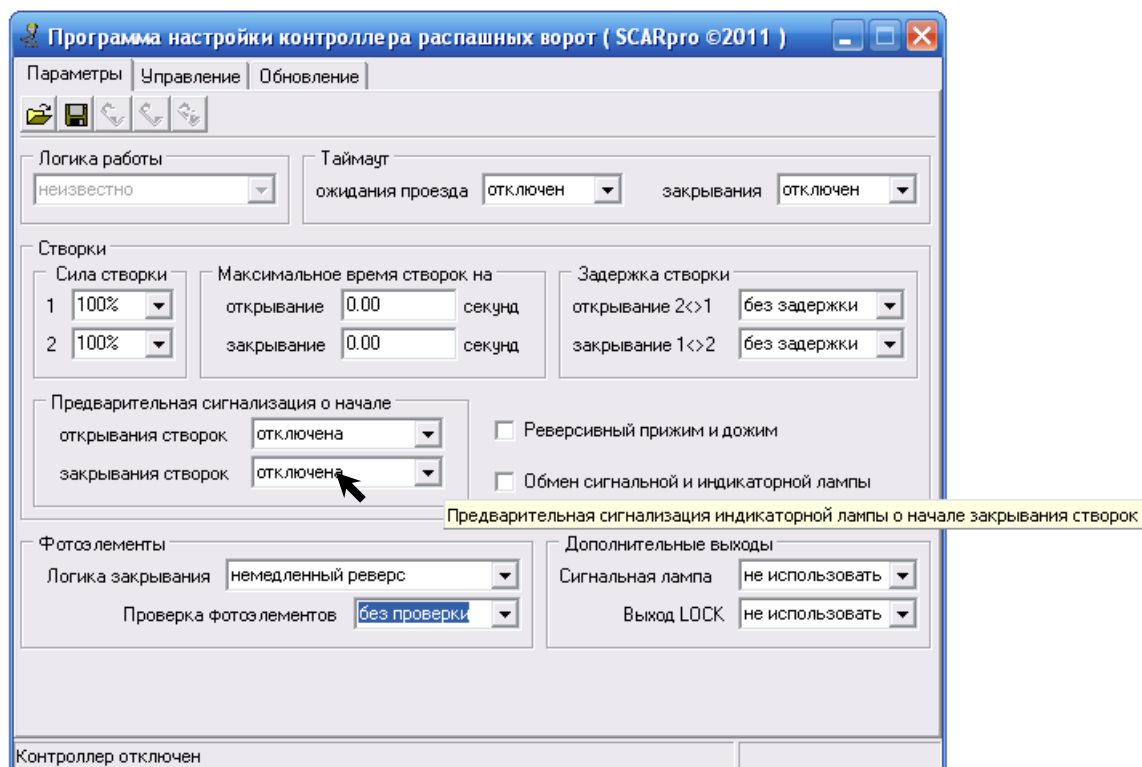 Программа настройки контроллера распашных ворот ( SCARpro ©2011 )
Параметры Управление Обновление
Логика работы
неизвестно
Таймаут
ожидания проезда отключен закрывания отключен
Створки
Сила створки
1 100%
2 100%
Максимальное время створок на
открывание 0.00 секунд
закрывание 0.00 секунд
Задержка створки
открывание 2<>1 без задержки
закрывание 1<>2 без задержки
Предварительная сигнализация о начале
открывания створок отключена
закрывания створок отключена
Реверсивный прижим и дожим
Обмен сигнальной и индикаторной лампы
Предварительная сигнализация индикаторной лампы о начале закрывания створок
Фотоэлементы
Логика закрывания немедленный реверс
Проверка фотоэлементов без проверки
Дополнительные выходы
Сигнальная лампа не использовать
Выход LOCK не использовать
Контроллер отключен